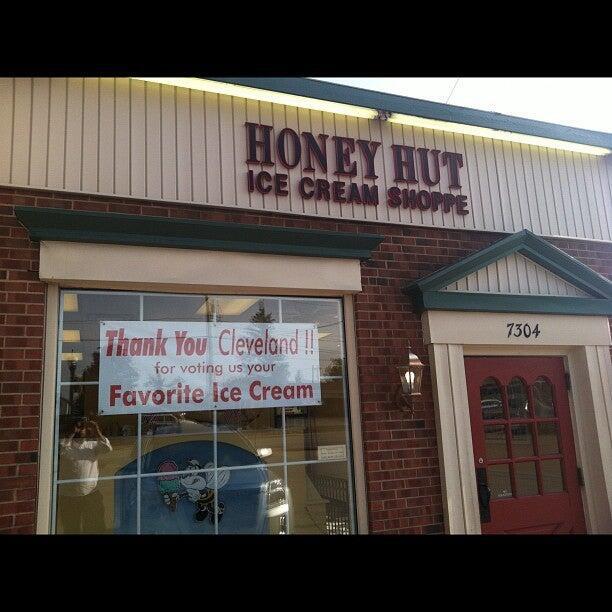 HONEY HUT
ICE CREAM SHOPPE
7304
Thank You Cleveland !!
for voting us your
Favorite Ice Cream